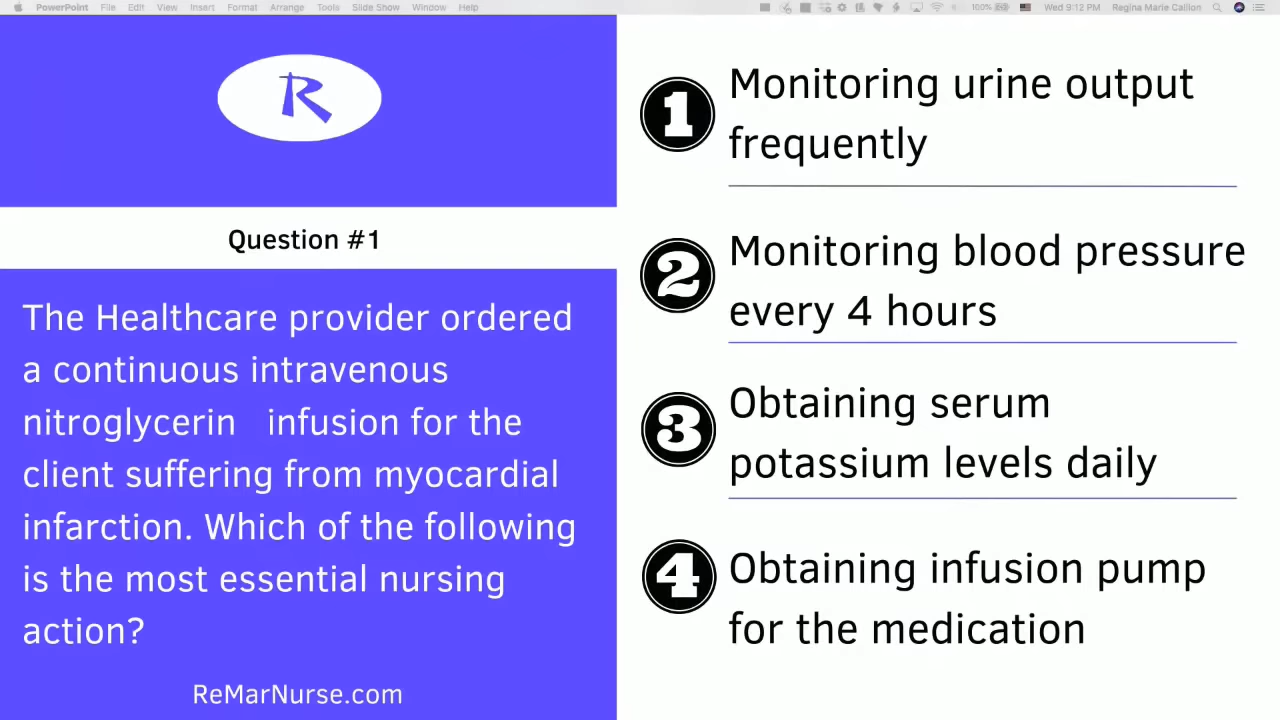 PowerPoint File Edit View Insert Format Arrange Tools Slide Show Window Help 100% Wed 9:12 PM Regina Marie Callion
R
Question #1
The Healthcare provider ordered
a continuous intravenous
nitroglycerin infusion for the
client suffering from myocardial
infarction. Which of the following
is the most essential nursing
action?
ReMarNurse.com
1 Monitoring urine output
frequently
2 Monitoring blood pressure
every 4 hours
3 Obtaining serum
potassium levels daily
4 Obtaining infusion pump
for the medication